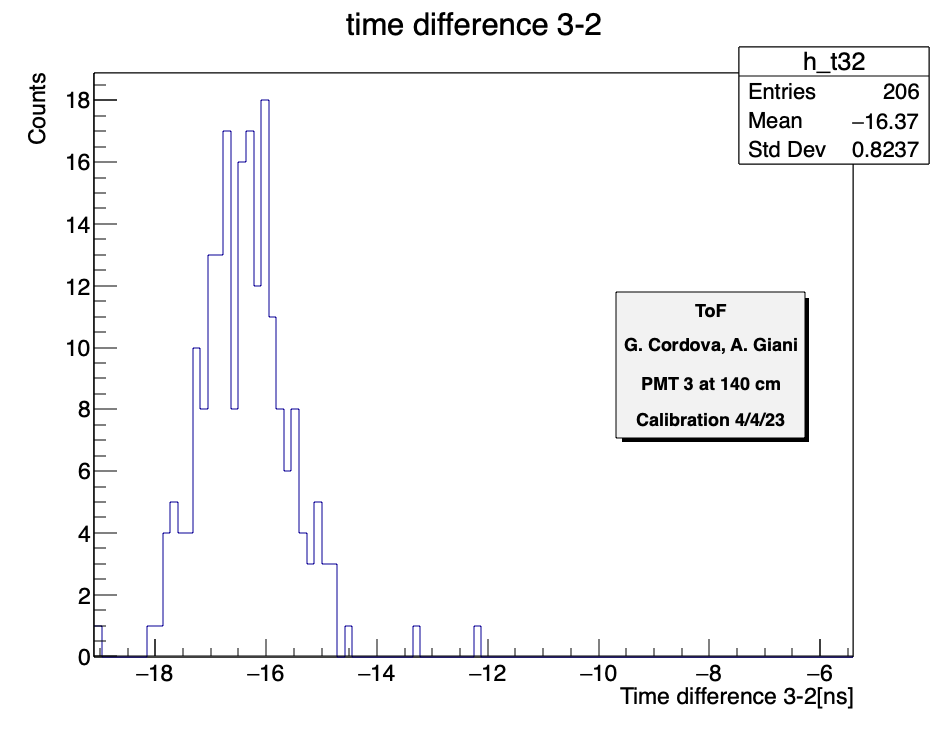 time difference 3-2
h_t32
Entries 206
Mean −16.37
Std Dev 0.8237
Counts
18
16
14
12
10
8
6
4
2
0
ToF
G. Cordova, A. Giani
PMT 3 at 140 cm
Calibration 4/4/23
−18 −16 −14 −12 −10 −8 −6
Time difference 3-2[ns]